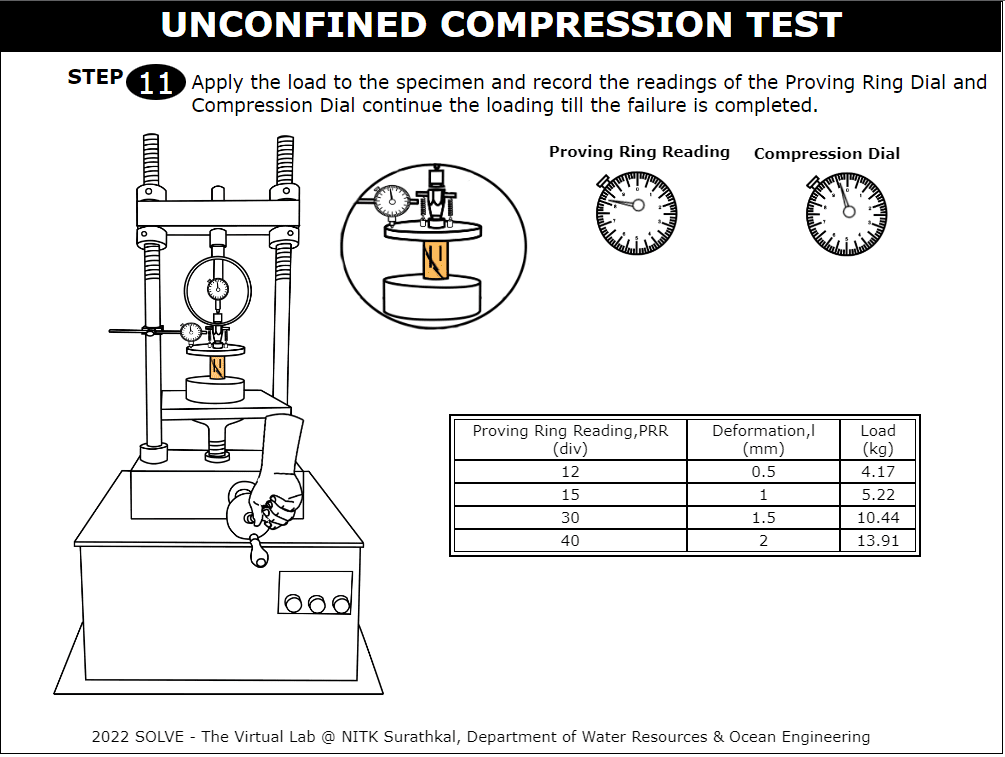 UNCONFINED COMPRESSION TEST
STEP 11 Apply the load to the specimen and record the readings of the Proving Ring Dial and
Compression Dial continue the loading till the failure is completed.
Proving Ring Reading Compression Dial
Proving Ring Reading,PRR Deformation,l Load
(div) (mm) (kg)
12 0.5 4.17
15 1 5.22
30 1.5 10.44
40 2 13.91
2022 SOLVE - The Virtual Lab @ NITK Surathkal, Department of Water Resources & Ocean Engineering